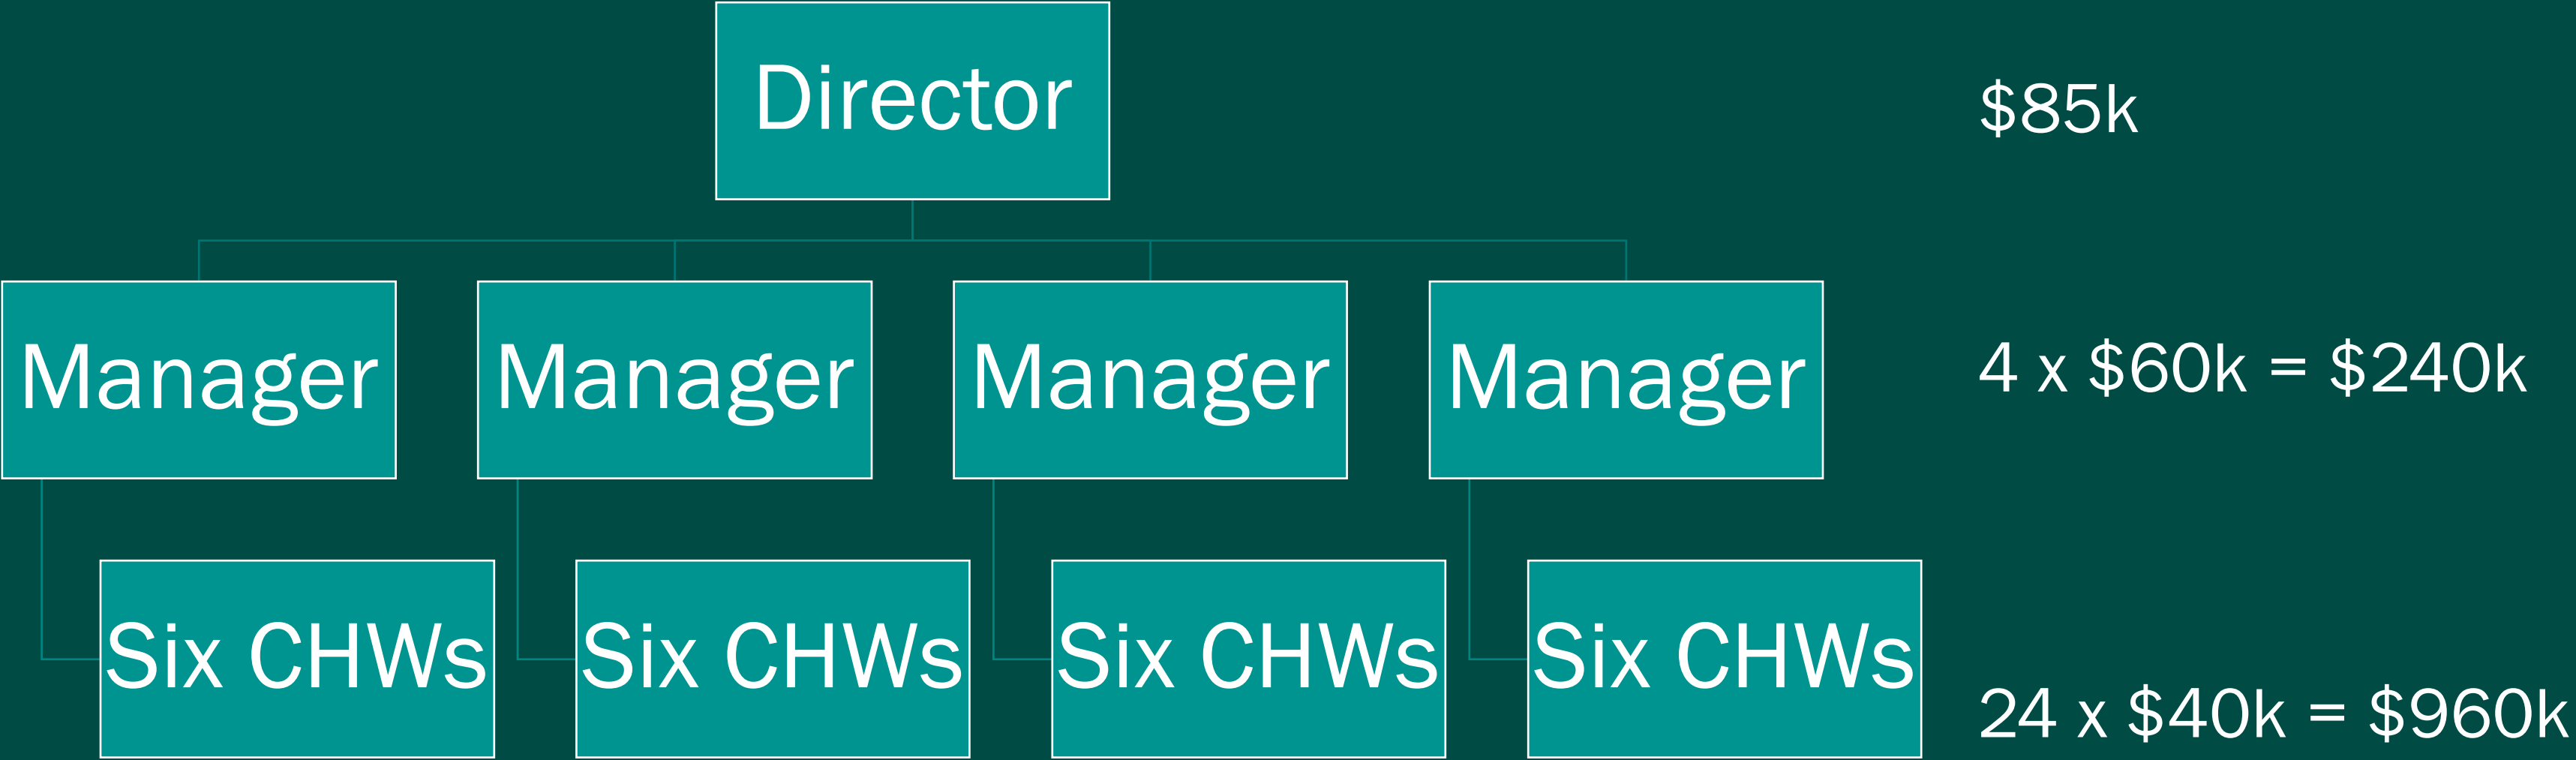 Director
$85k
Manager
Manager
Manager
Manager
4 x $60k = $240k
Six CHWs
Six CHWs
Six CHWs
Six CHWs
24 x $40k = $960k